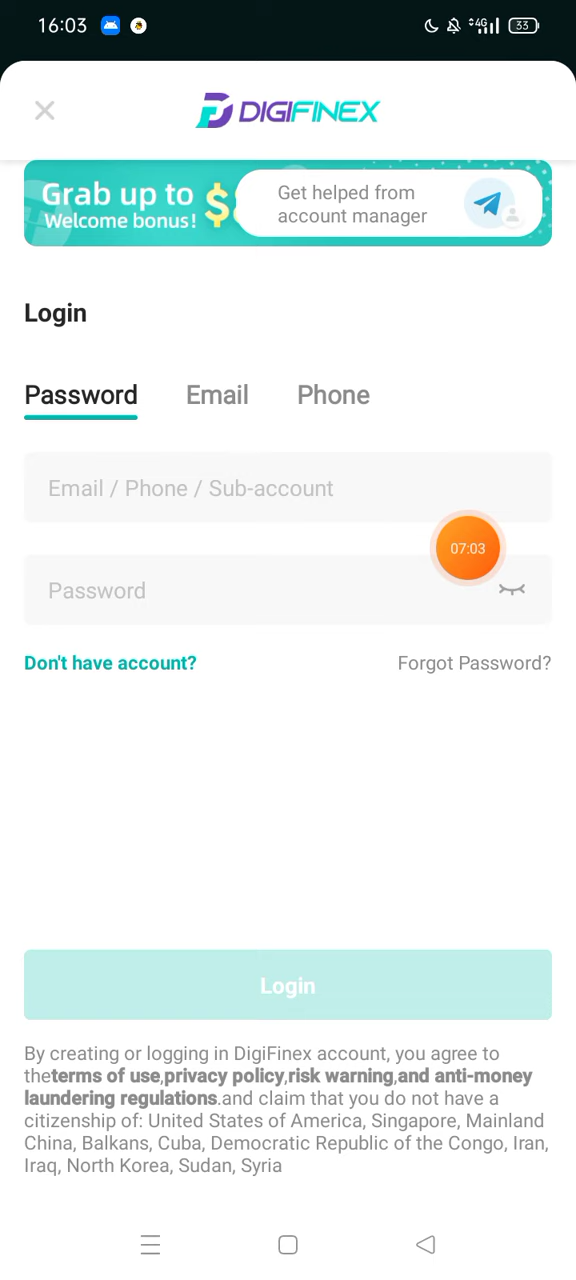 16:03
4G
33
DIGIFINEX
Grab up to $
Welcome bonus!
Get helped from
account manager
Login
Password Email Phone
Email / Phone / Sub-account
07:03
Password
Don't have account? Forgot Password?
Login
By creating or logging in DigiFinex account, you agree to
theterms of use,privacy policy,risk warning,and anti-money
laundering regulations.and claim that you do not have a
citizenship of: United States of America, Singapore, Mainland
China, Balkans, Cuba, Democratic Republic of the Congo, Iran,
Iraq, North Korea, Sudan, Syria